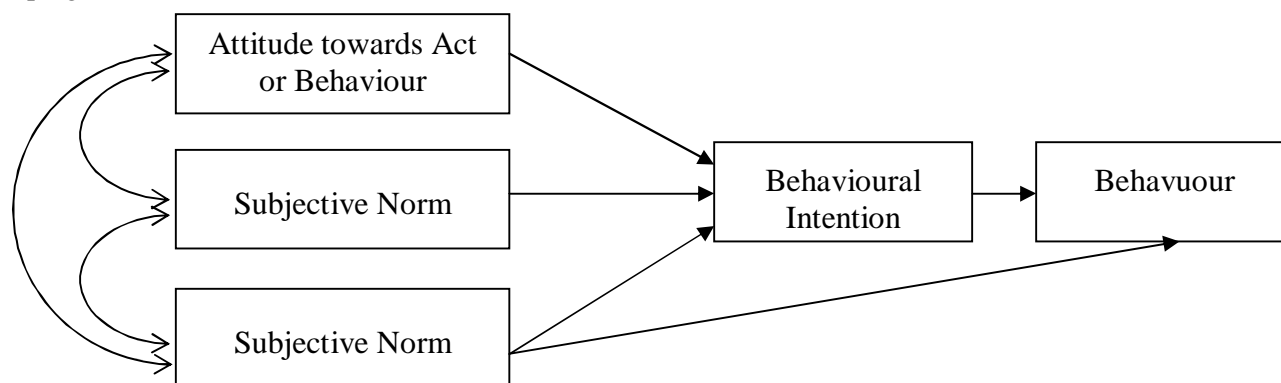 Attitude towards Act
or Behaviour
Subjective Norm
Behavioural
Intention
Behavuour
Subjective Norm